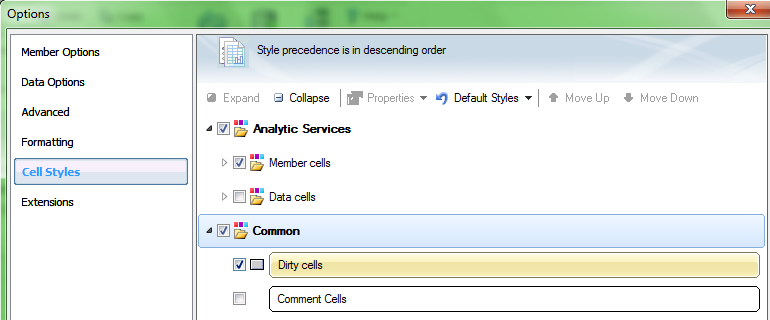 Options
Member Options
Data Options
Advanced
Formatting
Cell Styles
Extensions
Style precedence is in descending order
Expand Collapse Properties Default Styles Move Up Move Down
Analytic Services
Member cells
Data cells
Common
Dirty cells
Comment Cells